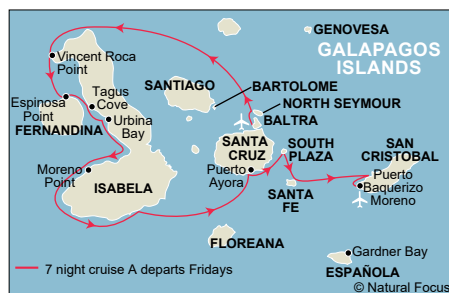 GENOVESA
GALAPAGOS
ISLANDS
Vincent Roca
Point
Tagus
Cove
SANTIAGO
BARTOLOME
Espinosa
Point
NORTH SEYMOUR
FERNANDINA
Urbina
Bay
BALTRA
SANTA
CRUZ
SOUTH
PLAZA
SAN
CRISTOBAL
Moreno
Point
ISABELA
Puerto
Ayora
Puerto
Baquerizo
Moreno
SANTA
FE
FLOREANA
Gardner Bay
ESPAÑOLA
7 night cruise A departs Fridays
© Natural Focus